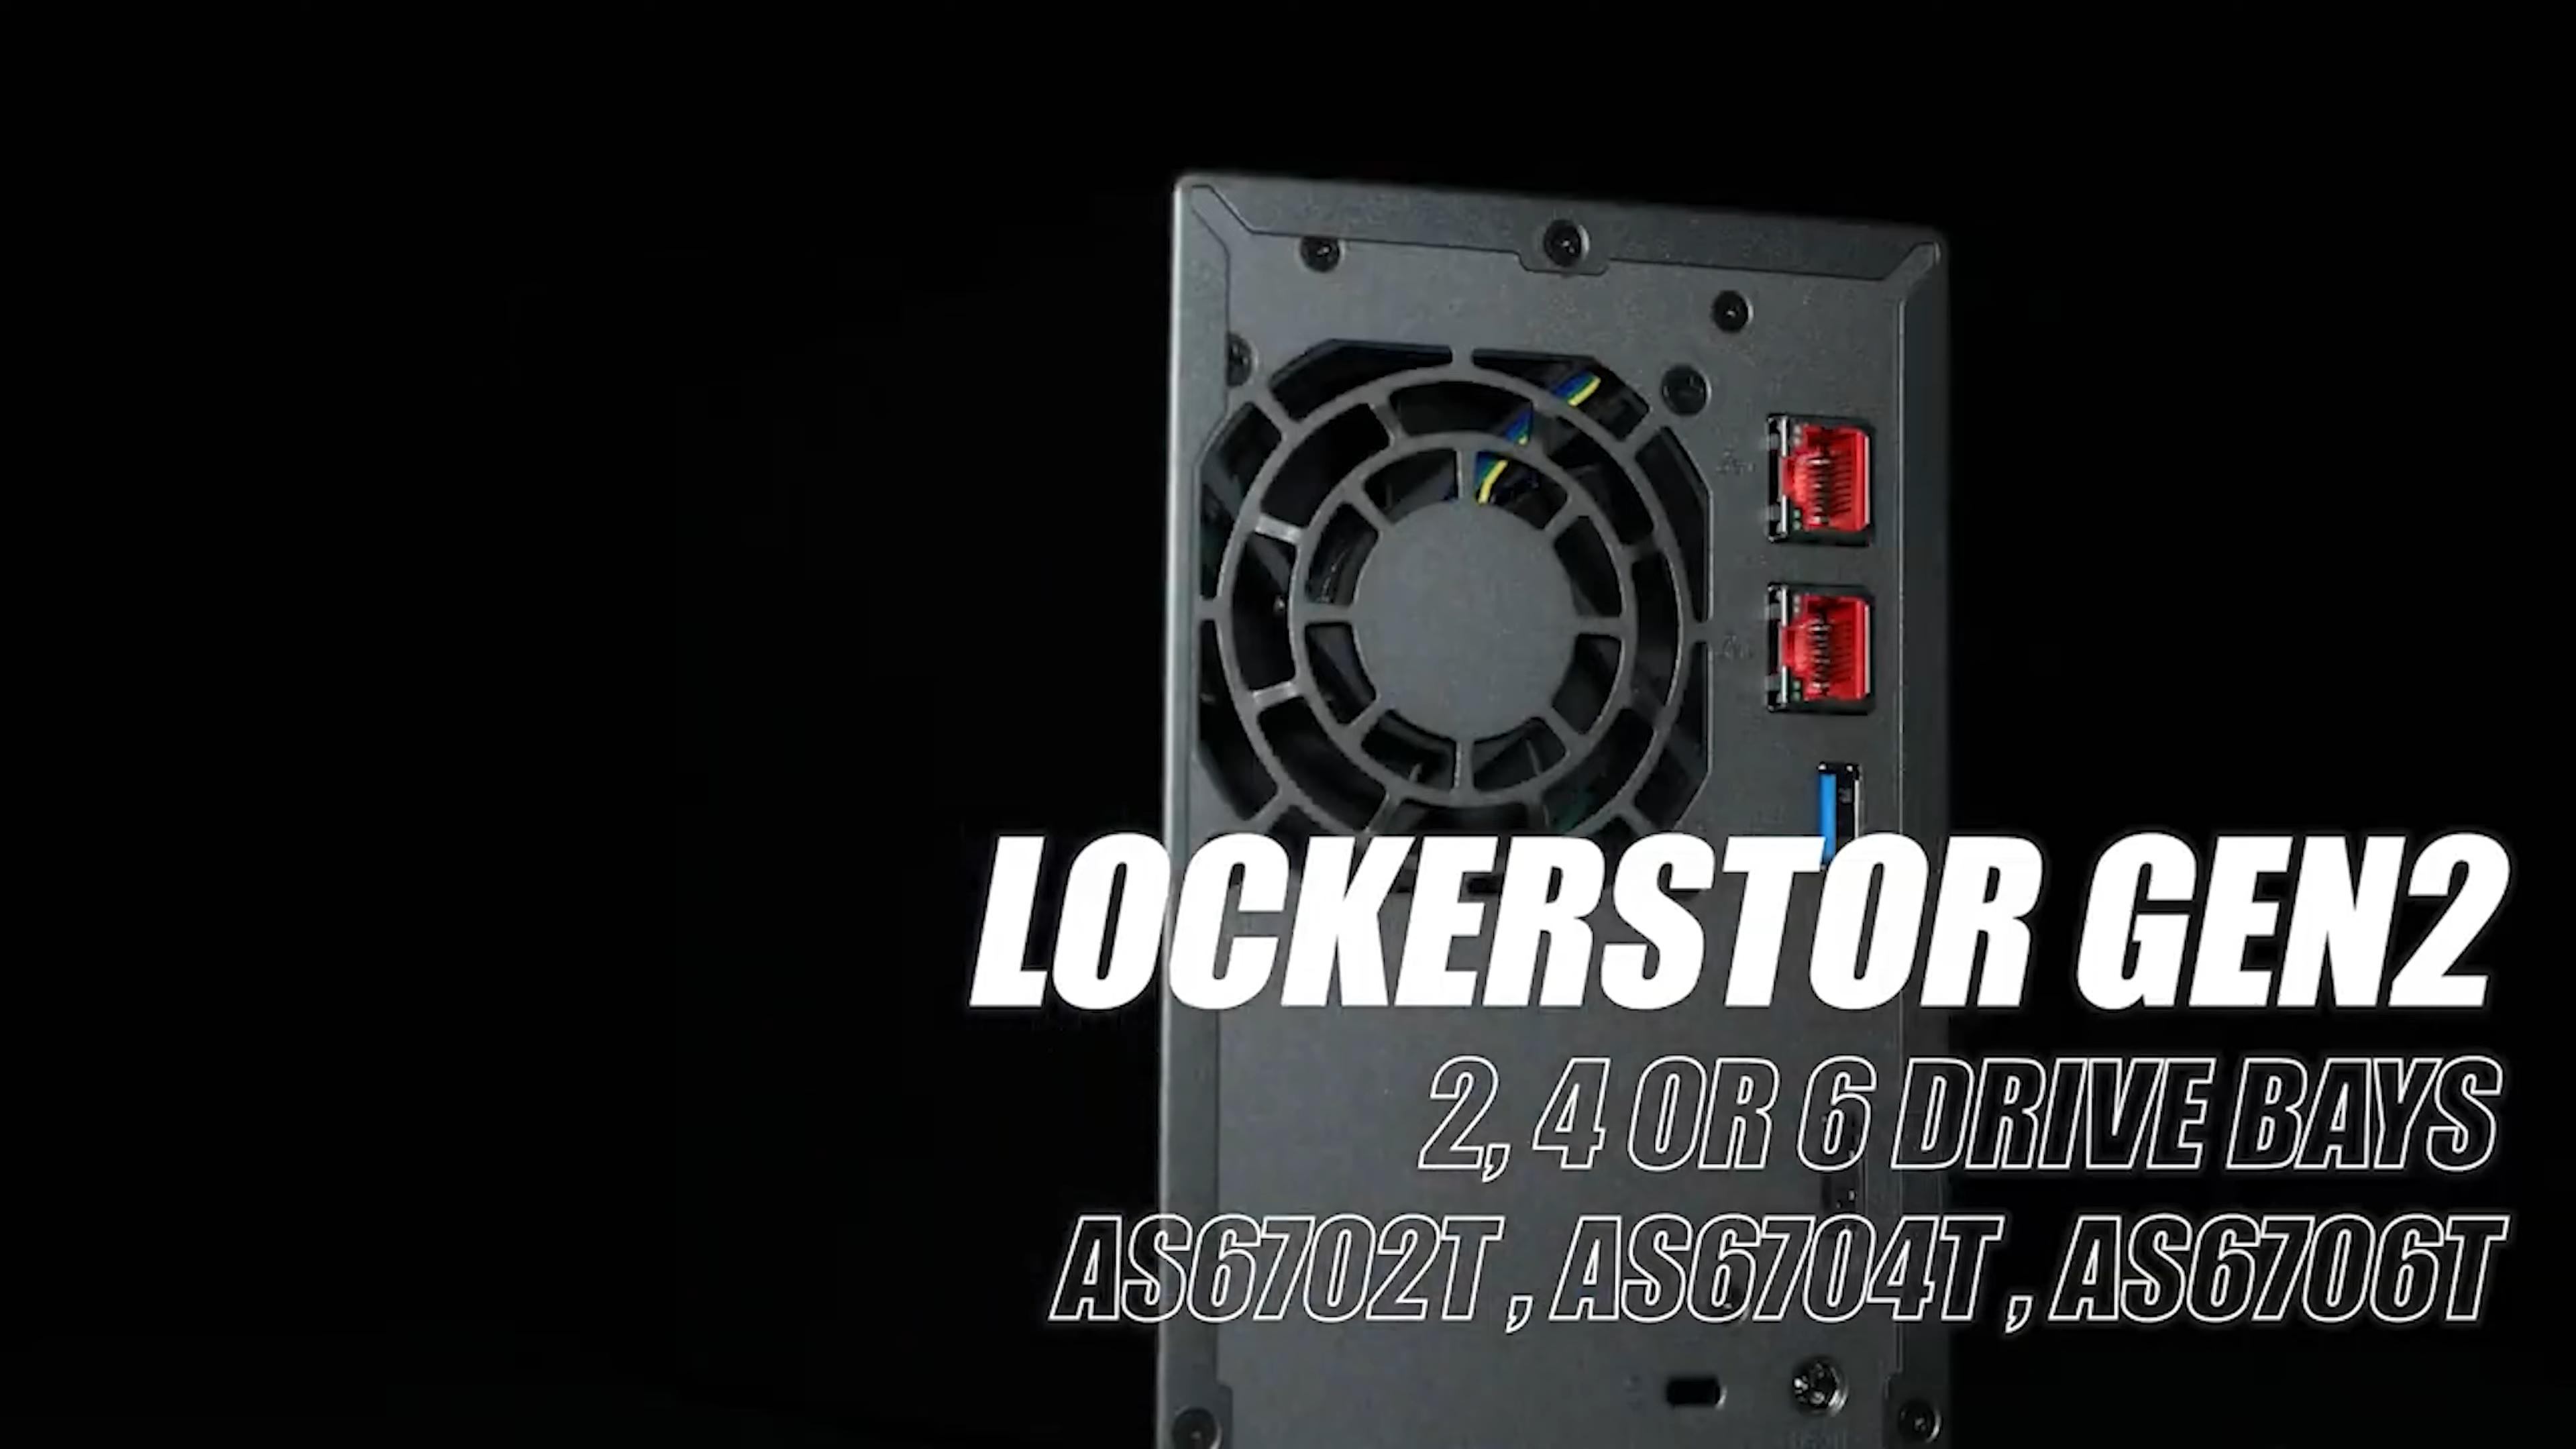 LOCKERSTOR GEN2
2, 4 OR 6 DRIVE BAYS
AS6702T , AS6704T , AS6706T